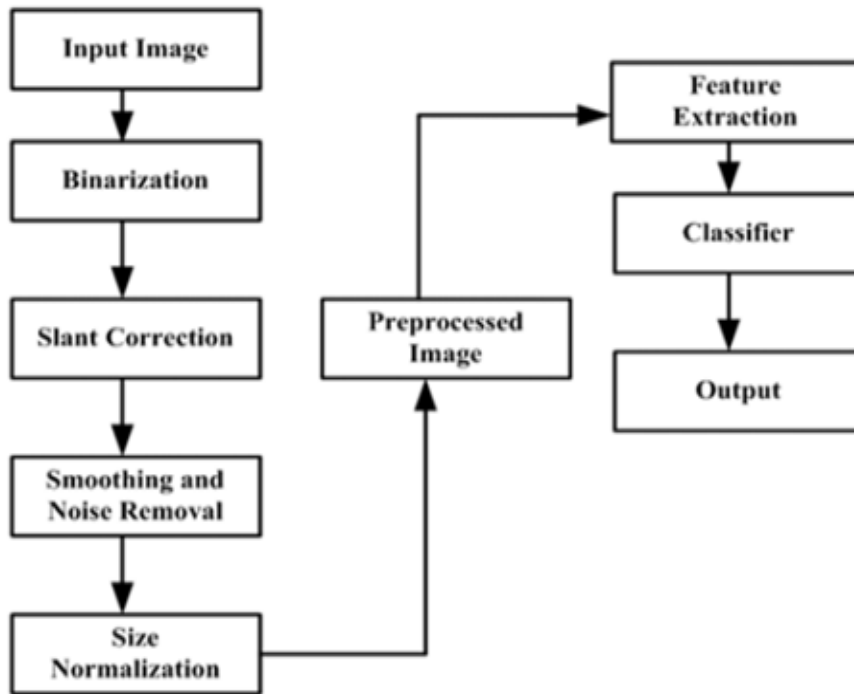 Input Image
Binarization
Slant Correction
Smoothing and
Noise Removal
Size
Normalization
Preprocessed
Image
Feature
Extraction
Classifier
Output